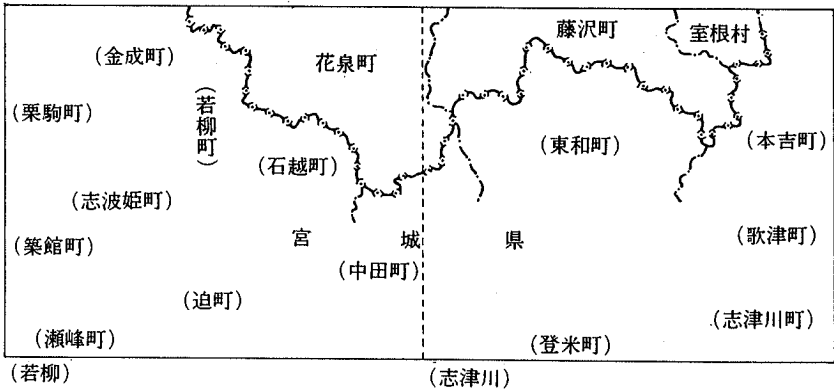 藤沢町
室根村
花泉町
(金成町)
(栗駒町)
(若柳町)
(石越町)
(東和町)
(本吉町)
(志波姫町)
宮城県
(築館町)
(歌津町)
(中田町)
(迫町)
(志津川町)
(瀬峰町)
(登米町)
(若柳)
(志津川)